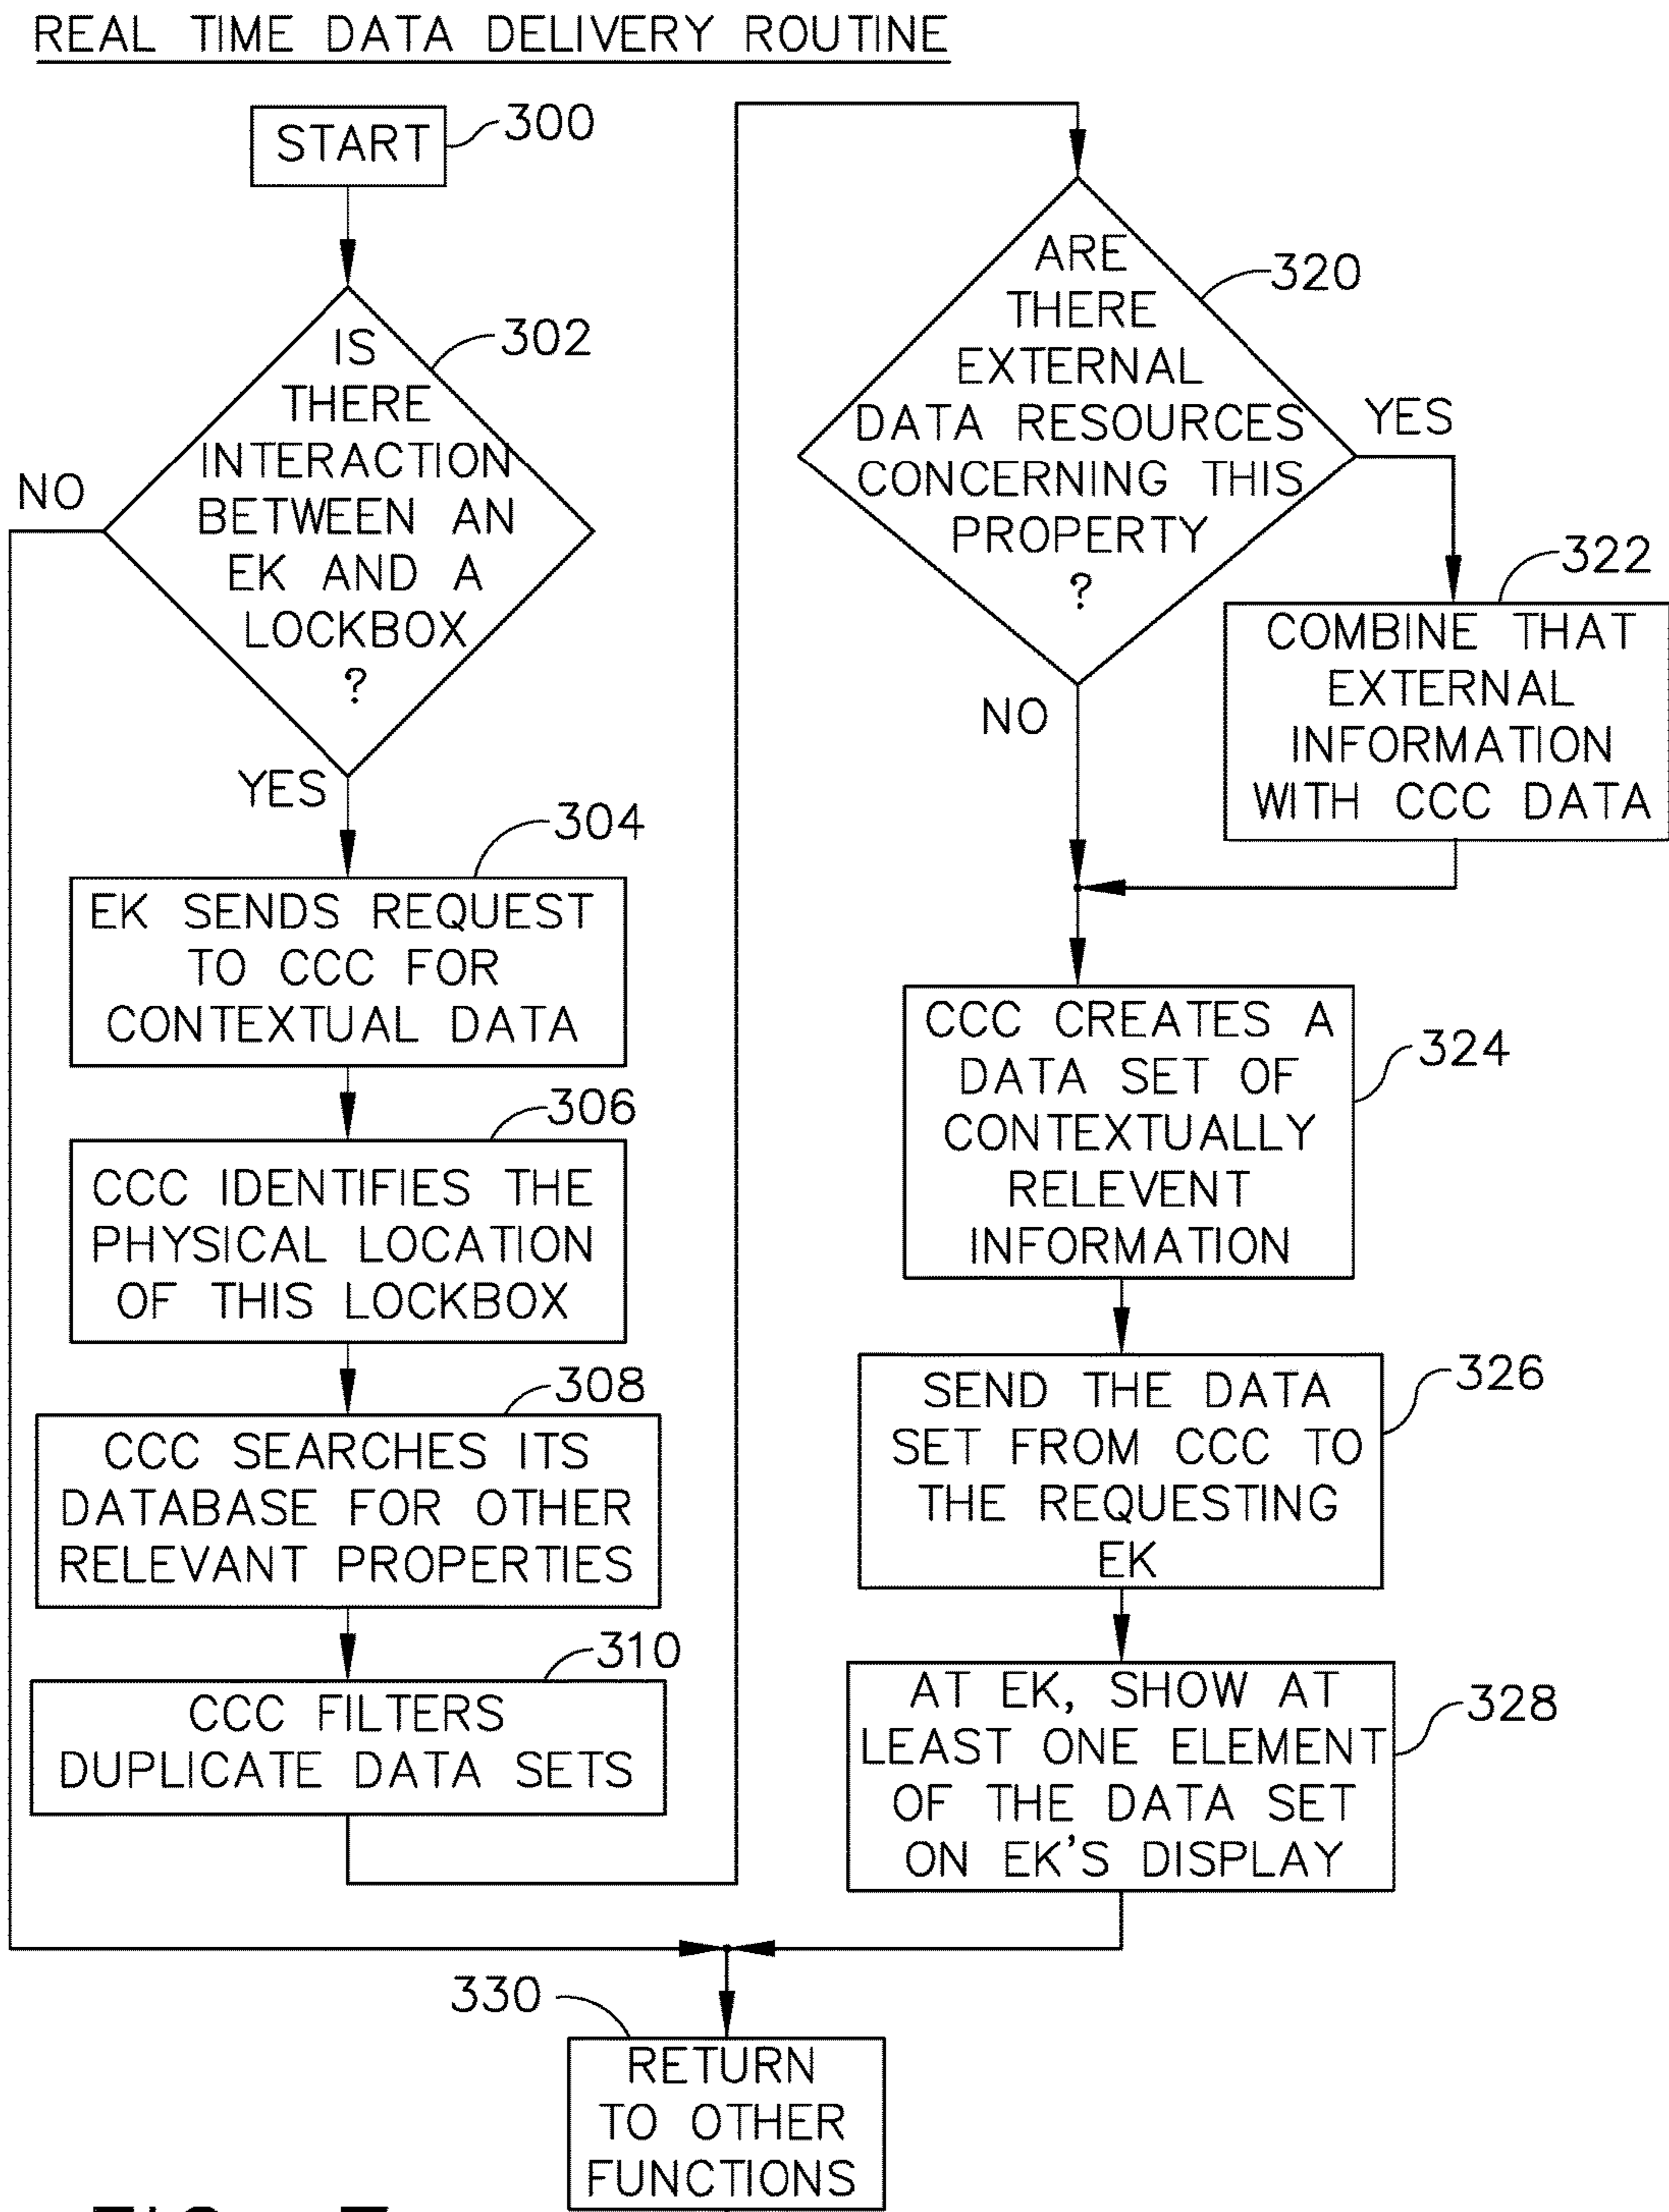 REAL TIME DATA DELIVERY ROUTINE
START
300
IS
THERE
INTERACTION
BETWEEN AN
EK AND A
LOCKBOX
?
302
NO
YES
304
EK SENDS REQUEST
TO CCC FOR
CONTEXTUAL DATA
306
CCC IDENTIFIES THE
PHYSICAL LOCATION
OF THIS LOCKBOX
308
CCC SEARCHES ITS
DATABASE FOR OTHER
RELEVANT PROPERTIES
310
CCC FILTERS
DUPLICATE DATA SETS
ARE
THERE
EXTERNAL
DATA RESOURCES
CONCERNING THIS
PROPERTY
?
320
YES
NO
322
COMBINE THAT
EXTERNAL
INFORMATION
WITH CCC DATA
CCC CREATES A
DATA SET OF
CONTEXTUALLY
RELEVENT
INFORMATION
324
SEND THE DATA
SET FROM CCC TO
THE REQUESTING
EK
326
AT EK, SHOW AT
LEAST ONE ELEMENT
OF THE DATA SET
ON EK'S DISPLAY
328
330
RETURN
TO OTHER
FUNCTIONS